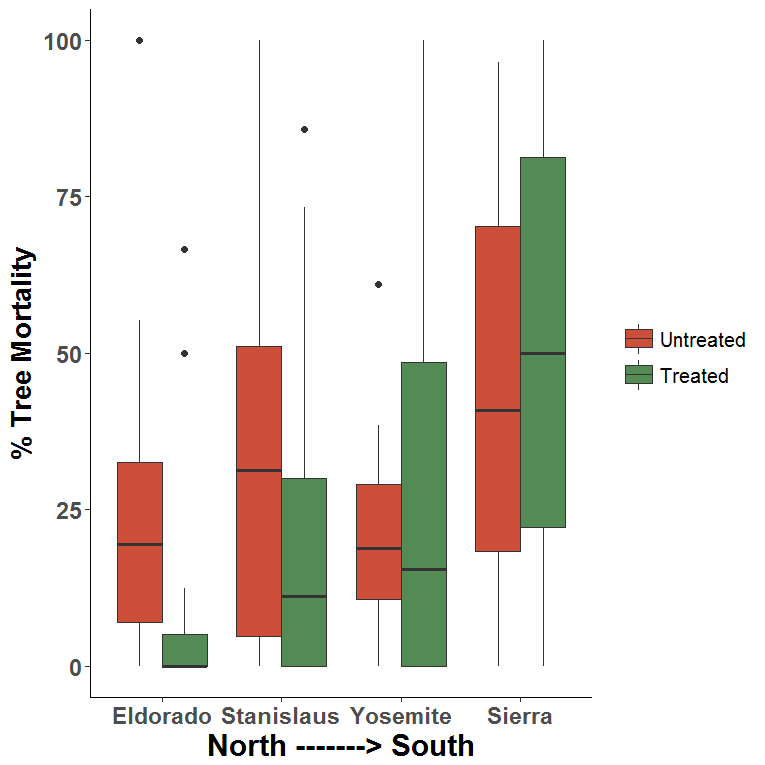 % Tree Mortality
100
75
50
25
0
Eldorado Stanislaus Yosemite Sierra
North -------> South
Untreated
Treated